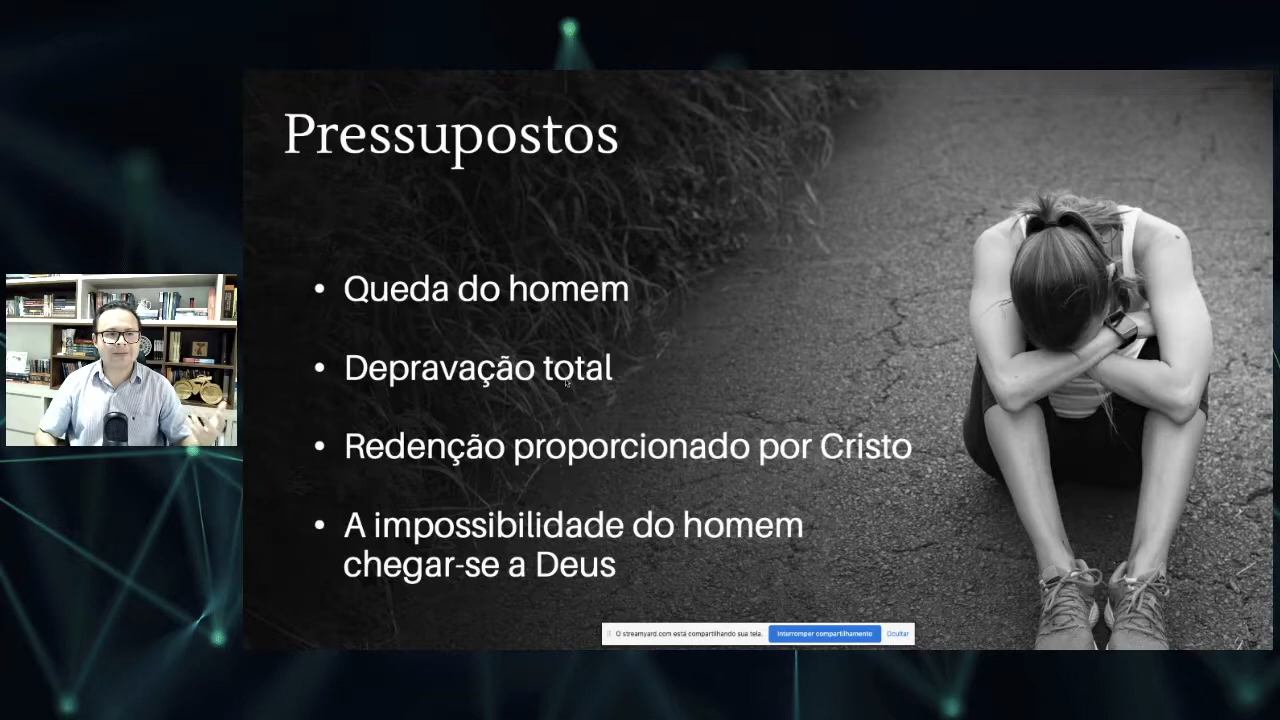 Pressupostos
• Queda do homem
• Depravação total
• Redenção proporcionado por Cristo
• A impossibilidade do homem
chegar-se a Deus
O streamyard.com está compartilhando sua tela. Interromper compartilhamento Ocultar